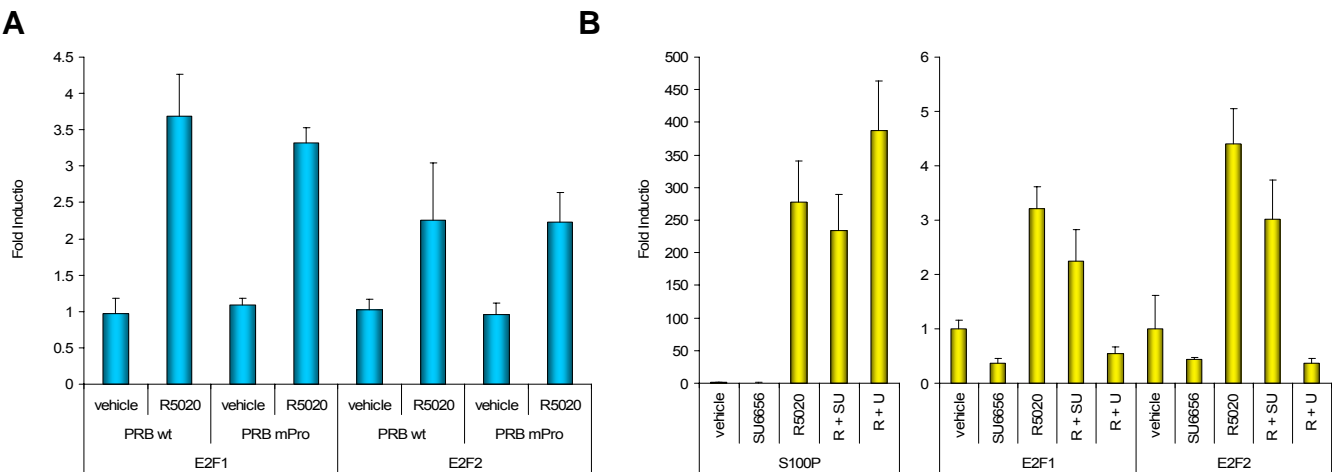 A
Fold Inductio
4.5
4
3.5
3
2.5
2
1.5
1
0.5
0
vehicle R5020 vehicle R5020 vehicle R5020 vehicle R5020
PRB wt PRB mPro PRB wt PRB mPro
E2F1 E2F2
B
Fold Inductio
500
450
400
350
300
250
200
150
100
50
0
vehicle
SU6656
R5020
R + SU
R + U
S100P
6
5
4
3
2
1
0
vehicle
SU6656
R5020
R + SU
R + U
vehicle
SU6656
R5020
R + SU
R + U
E2F1 E2F2